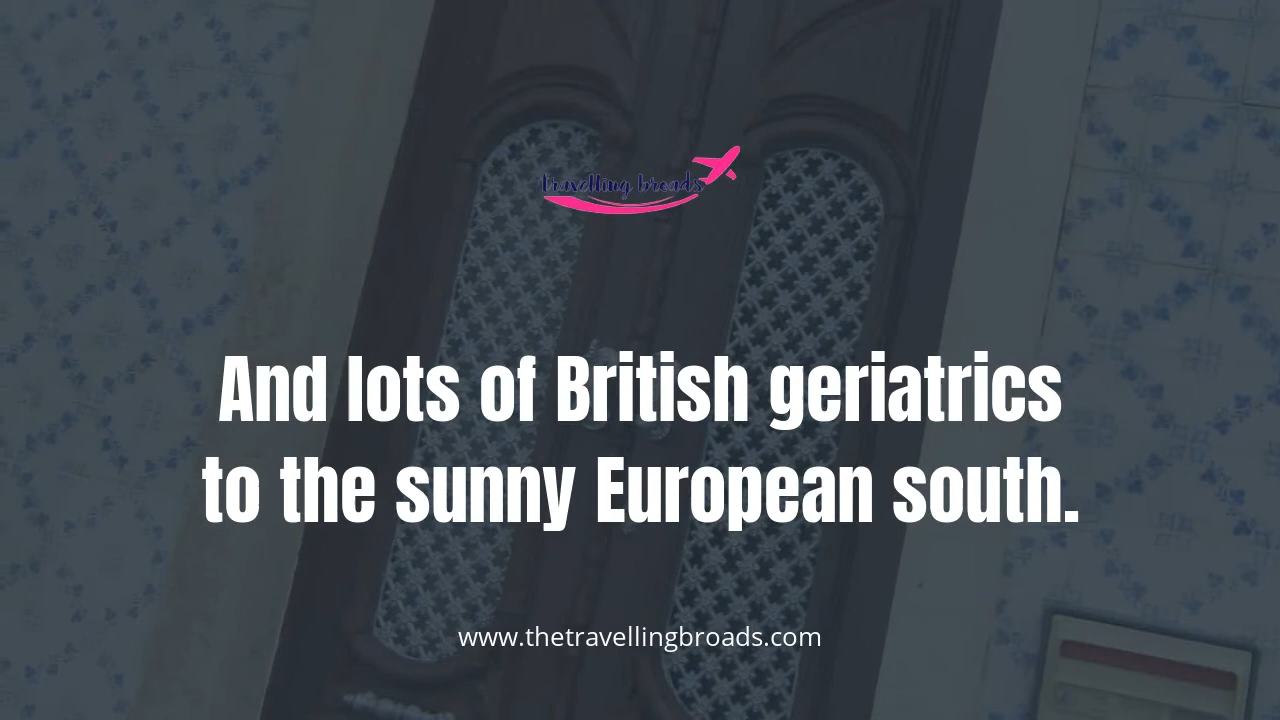 travelling broads
And lots of British geriatrics
to the sunny European south.
www.thetravellingbroads.com